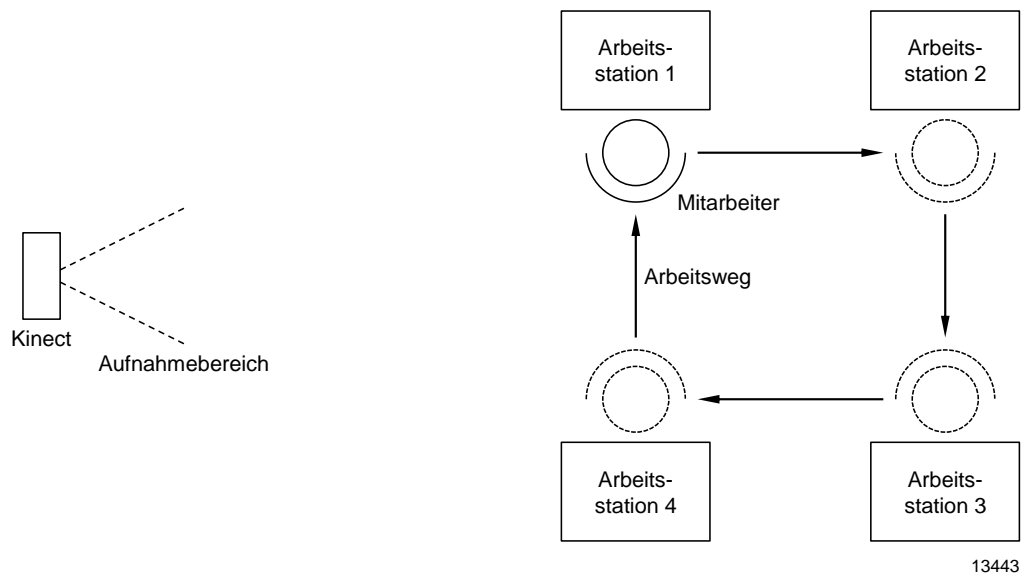 Arbeits-
station 1
Arbeits-
station 2
Mitarbeiter
Arbeitsweg
Kinect
Aufnahmebereich
Arbeits-
station 4
Arbeits-
station 3
13443